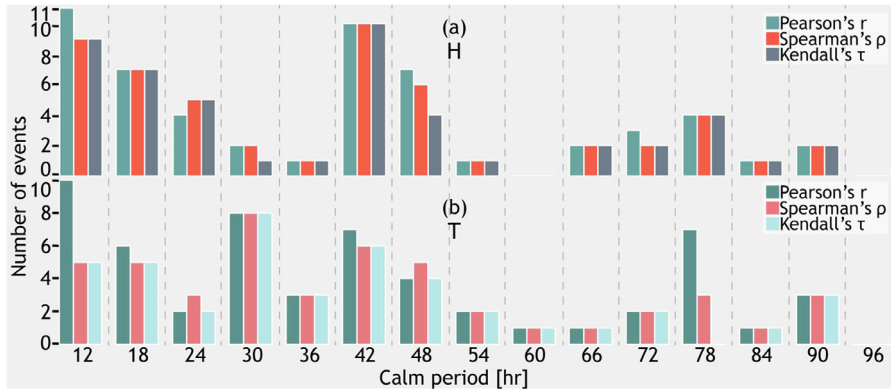 11
10
8
6
4
2
0
(a)
H
Pearson's r
Spearman's ρ
Kendall's τ
Number of events
10
8
6
4
2
0
(b)
T
Pearson's r
Spearman's ρ
Kendall's τ
12 18 24 30 36 42 48 54 60 66 72 78 84 90 96
Calm period [hr]